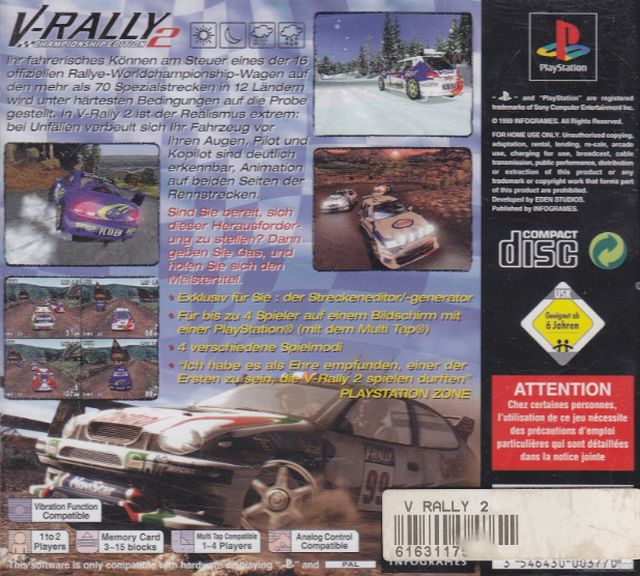 V-RALLY 2
CHAMPIONSHIP EDITION
Ihr fahrerisches Können am Steuer eines der 16
offiziellen Rallye-Worldchampionship-Wagen auf
den mehr als 70 Spezialstrecken in 12 Ländern
wird unter härtesten Bedingungen auf die Probe
gestellt. In V-Rally 2 ist der Realismus extrem:
bei Unfällen verbeult sich Ihr Fahrzeug vor
Ihren Augen, Pilot und
Kopilot sind deutlich
erkennbar, Animation
auf beiden Seiten der
Rennstrecken.
Sind Sie bereit, sich
dieser Herausforder-
ung zu stellen? Dann
geben Sie Gas, und
holen Sie sich den
Meistertitel.
• Exklusiv für Sie : der Streckeneditor/-generator
• Für bis zu 4 Spieler auf einem Bildschirm mit
einer PlayStation® (mit dem Multi Tap®)
• 4 verschiedene Spielmodi
• "Ich habe es als Ehre empfunden, einer der
Ersten zu sein, die V-Rally 2 spielen durften"
PLAYSTATION ZONE
Vibration Function
Compatible
1 to 2
Players
Memory Card
3-15 blocks
Multi Tap Compatible
1-4 Players
Analog Control
Compatible
This software is only compatible with hardware displaying and PAL
PlayStation
and "PlayStation" are registered
trademarks of Sony Computer Entertainment Inc.
© 1999 INFOGRAMES. All Rights Reserved.
FOR HOME USE ONLY. Unauthorised copying,
adaptation, rental, lending, re-sale, arcade
use, charging for use, broadcast, cable
transmission, public performance, distribution
or extraction of this product or any
trademark or copyright work that forms part
of this product are prohibited.
Developed by EDEN STUDIOS.
Published by INFOGRAMES.
COMPACT
disc
USK
Geeignet ab
6 Jahren
ATTENTION
Chez certaines personnes,
l'utilisation de ce jeu nécessite
des précautions d'emploi
particulières qui sont détaillées
dans la notice jointe
V RALLY 2
INFOGRAMES